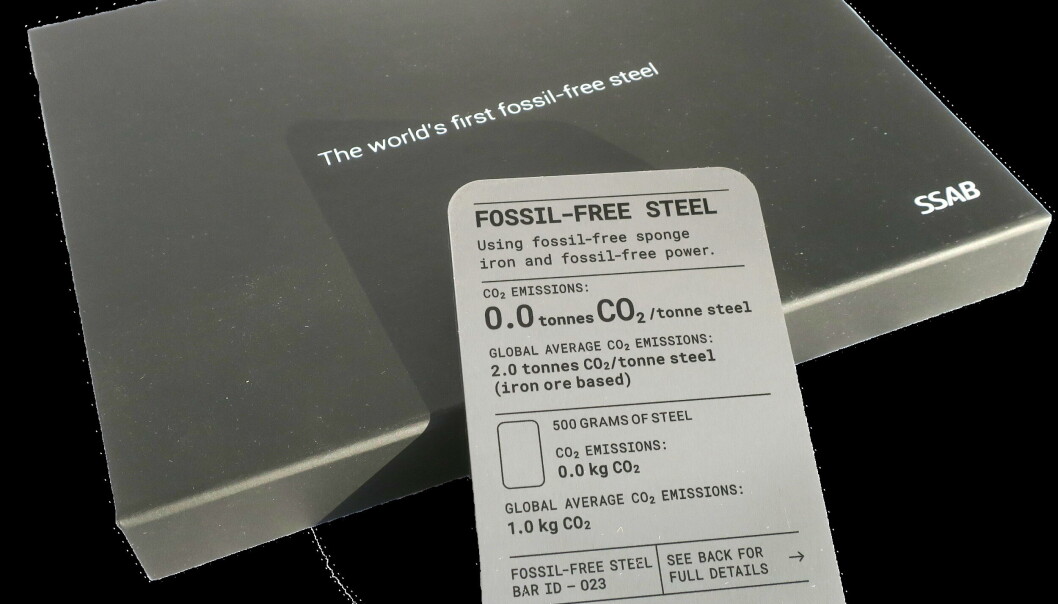 The world's first fossil-free steel
SSAB
FOSSIL-FREE STEEL
Using fossil-free sponge
iron and fossil-free power.
CO₂ EMISSIONS:
0.0 tonnes CO₂ /tonne steel
GLOBAL AVERAGE CO₂ EMISSIONS:
2.0 tonnes CO₂/tonne steel
(iron ore based)
500 GRAMS OF STEEL
CO₂ EMISSIONS:
0.0 kg CO₂
GLOBAL AVERAGE CO₂ EMISSIONS:
1.0 kg CO₂
FOSSIL-FREE STEEL
BAR ID – 023
SEE BACK FOR →
FULL DETAILS